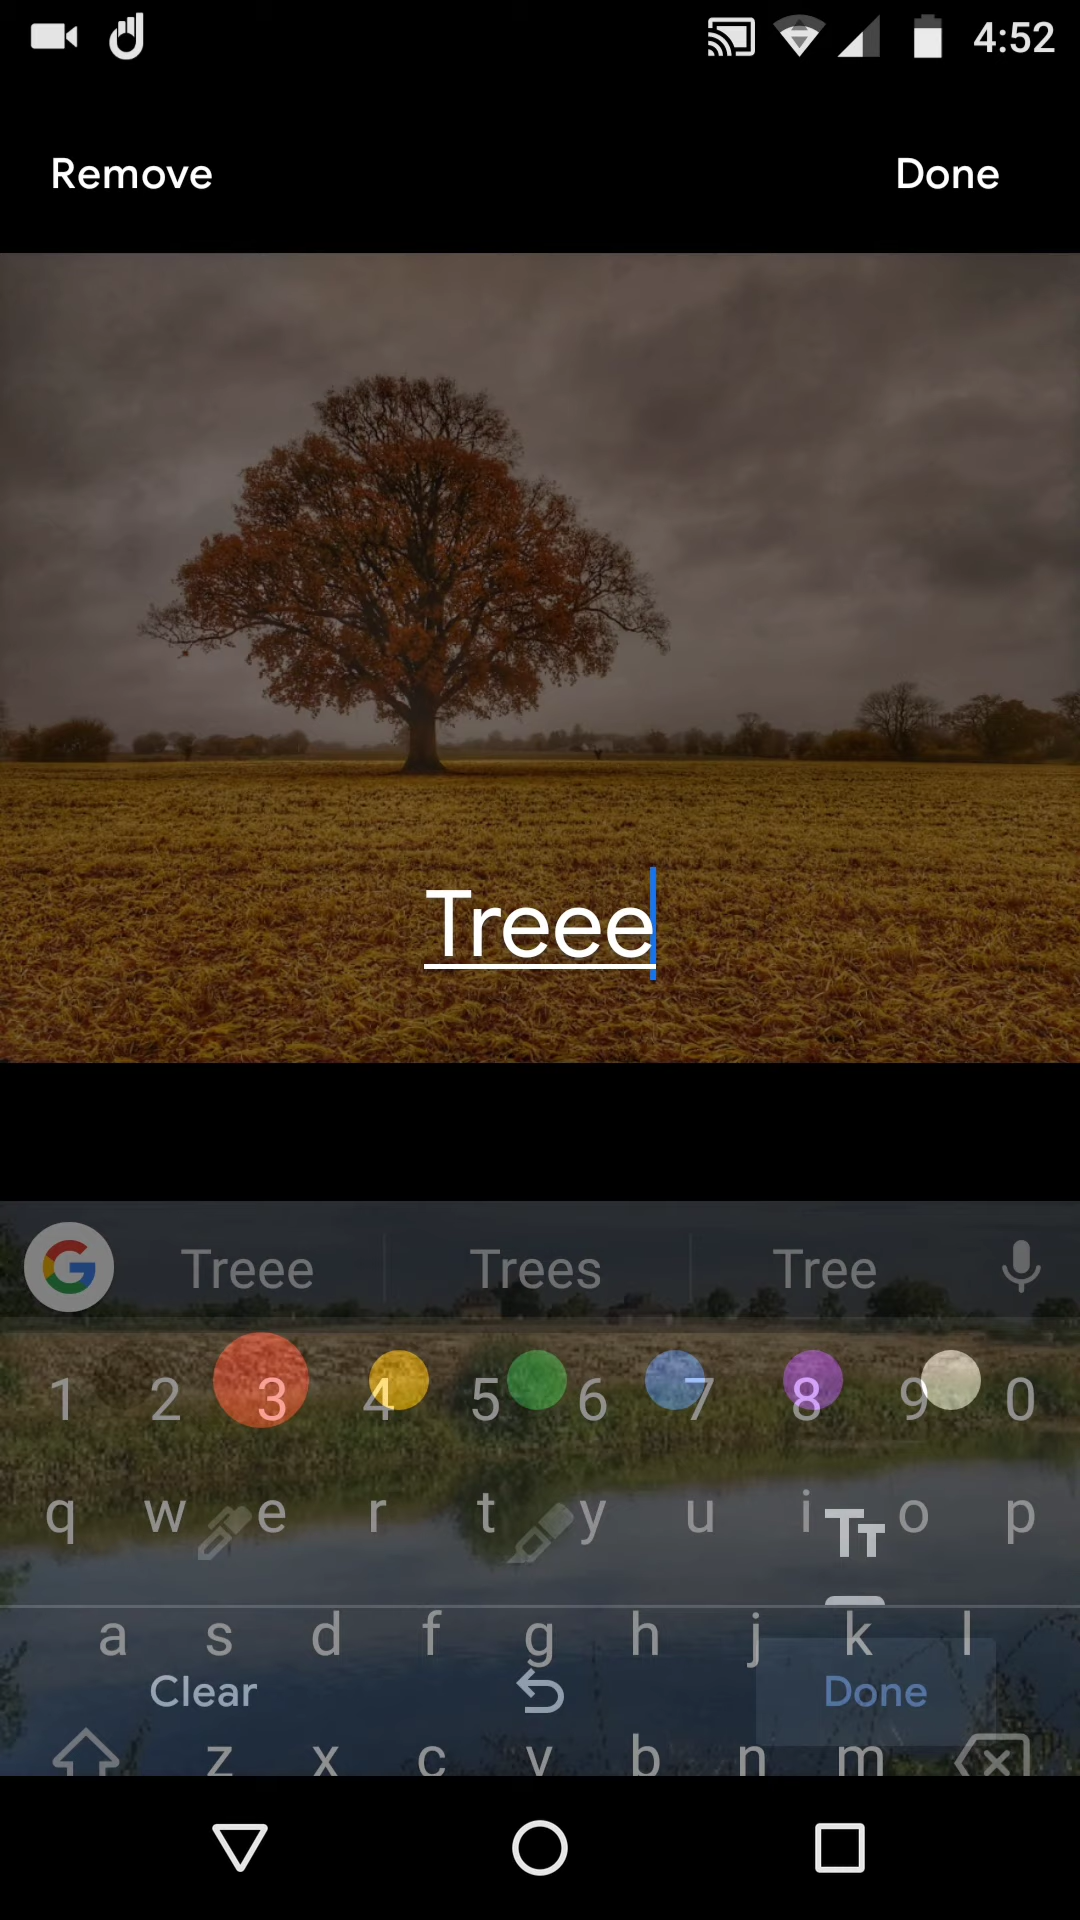 4:52
Remove Done
Treee
Treee Trees Tree
1 2 3 4 5 6 7 8 9 0
q w e r t y u i o p
Tт
a s d f g h j k l
Clear Done
z x c v b n m